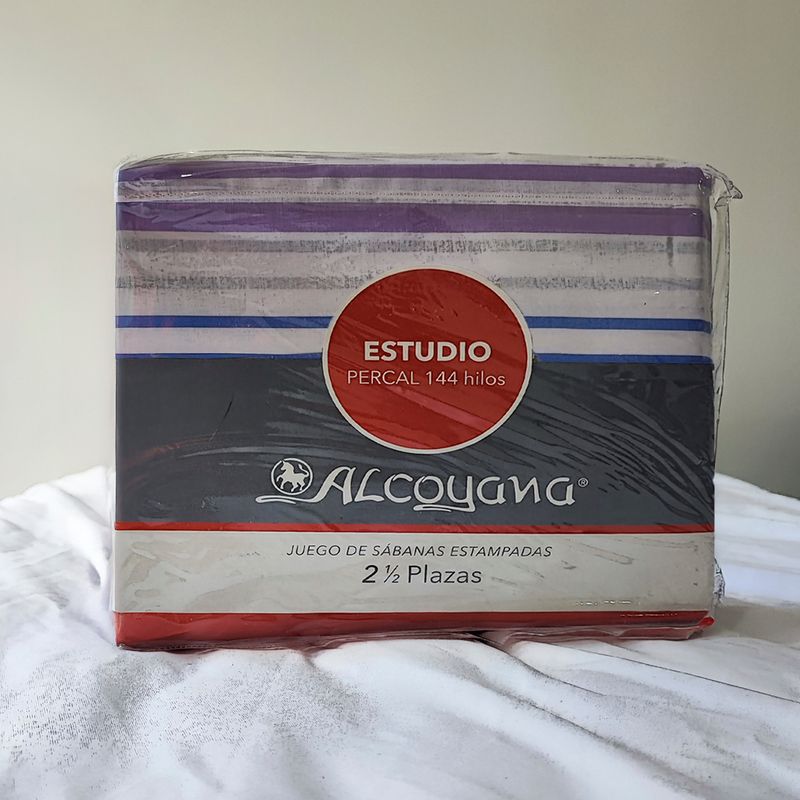 ESTUDIO
PERCAL 144 hilos
ALCOYANA®
JUEGO DE SÁBANAS ESTAMPADAS
2 ½ Plazas